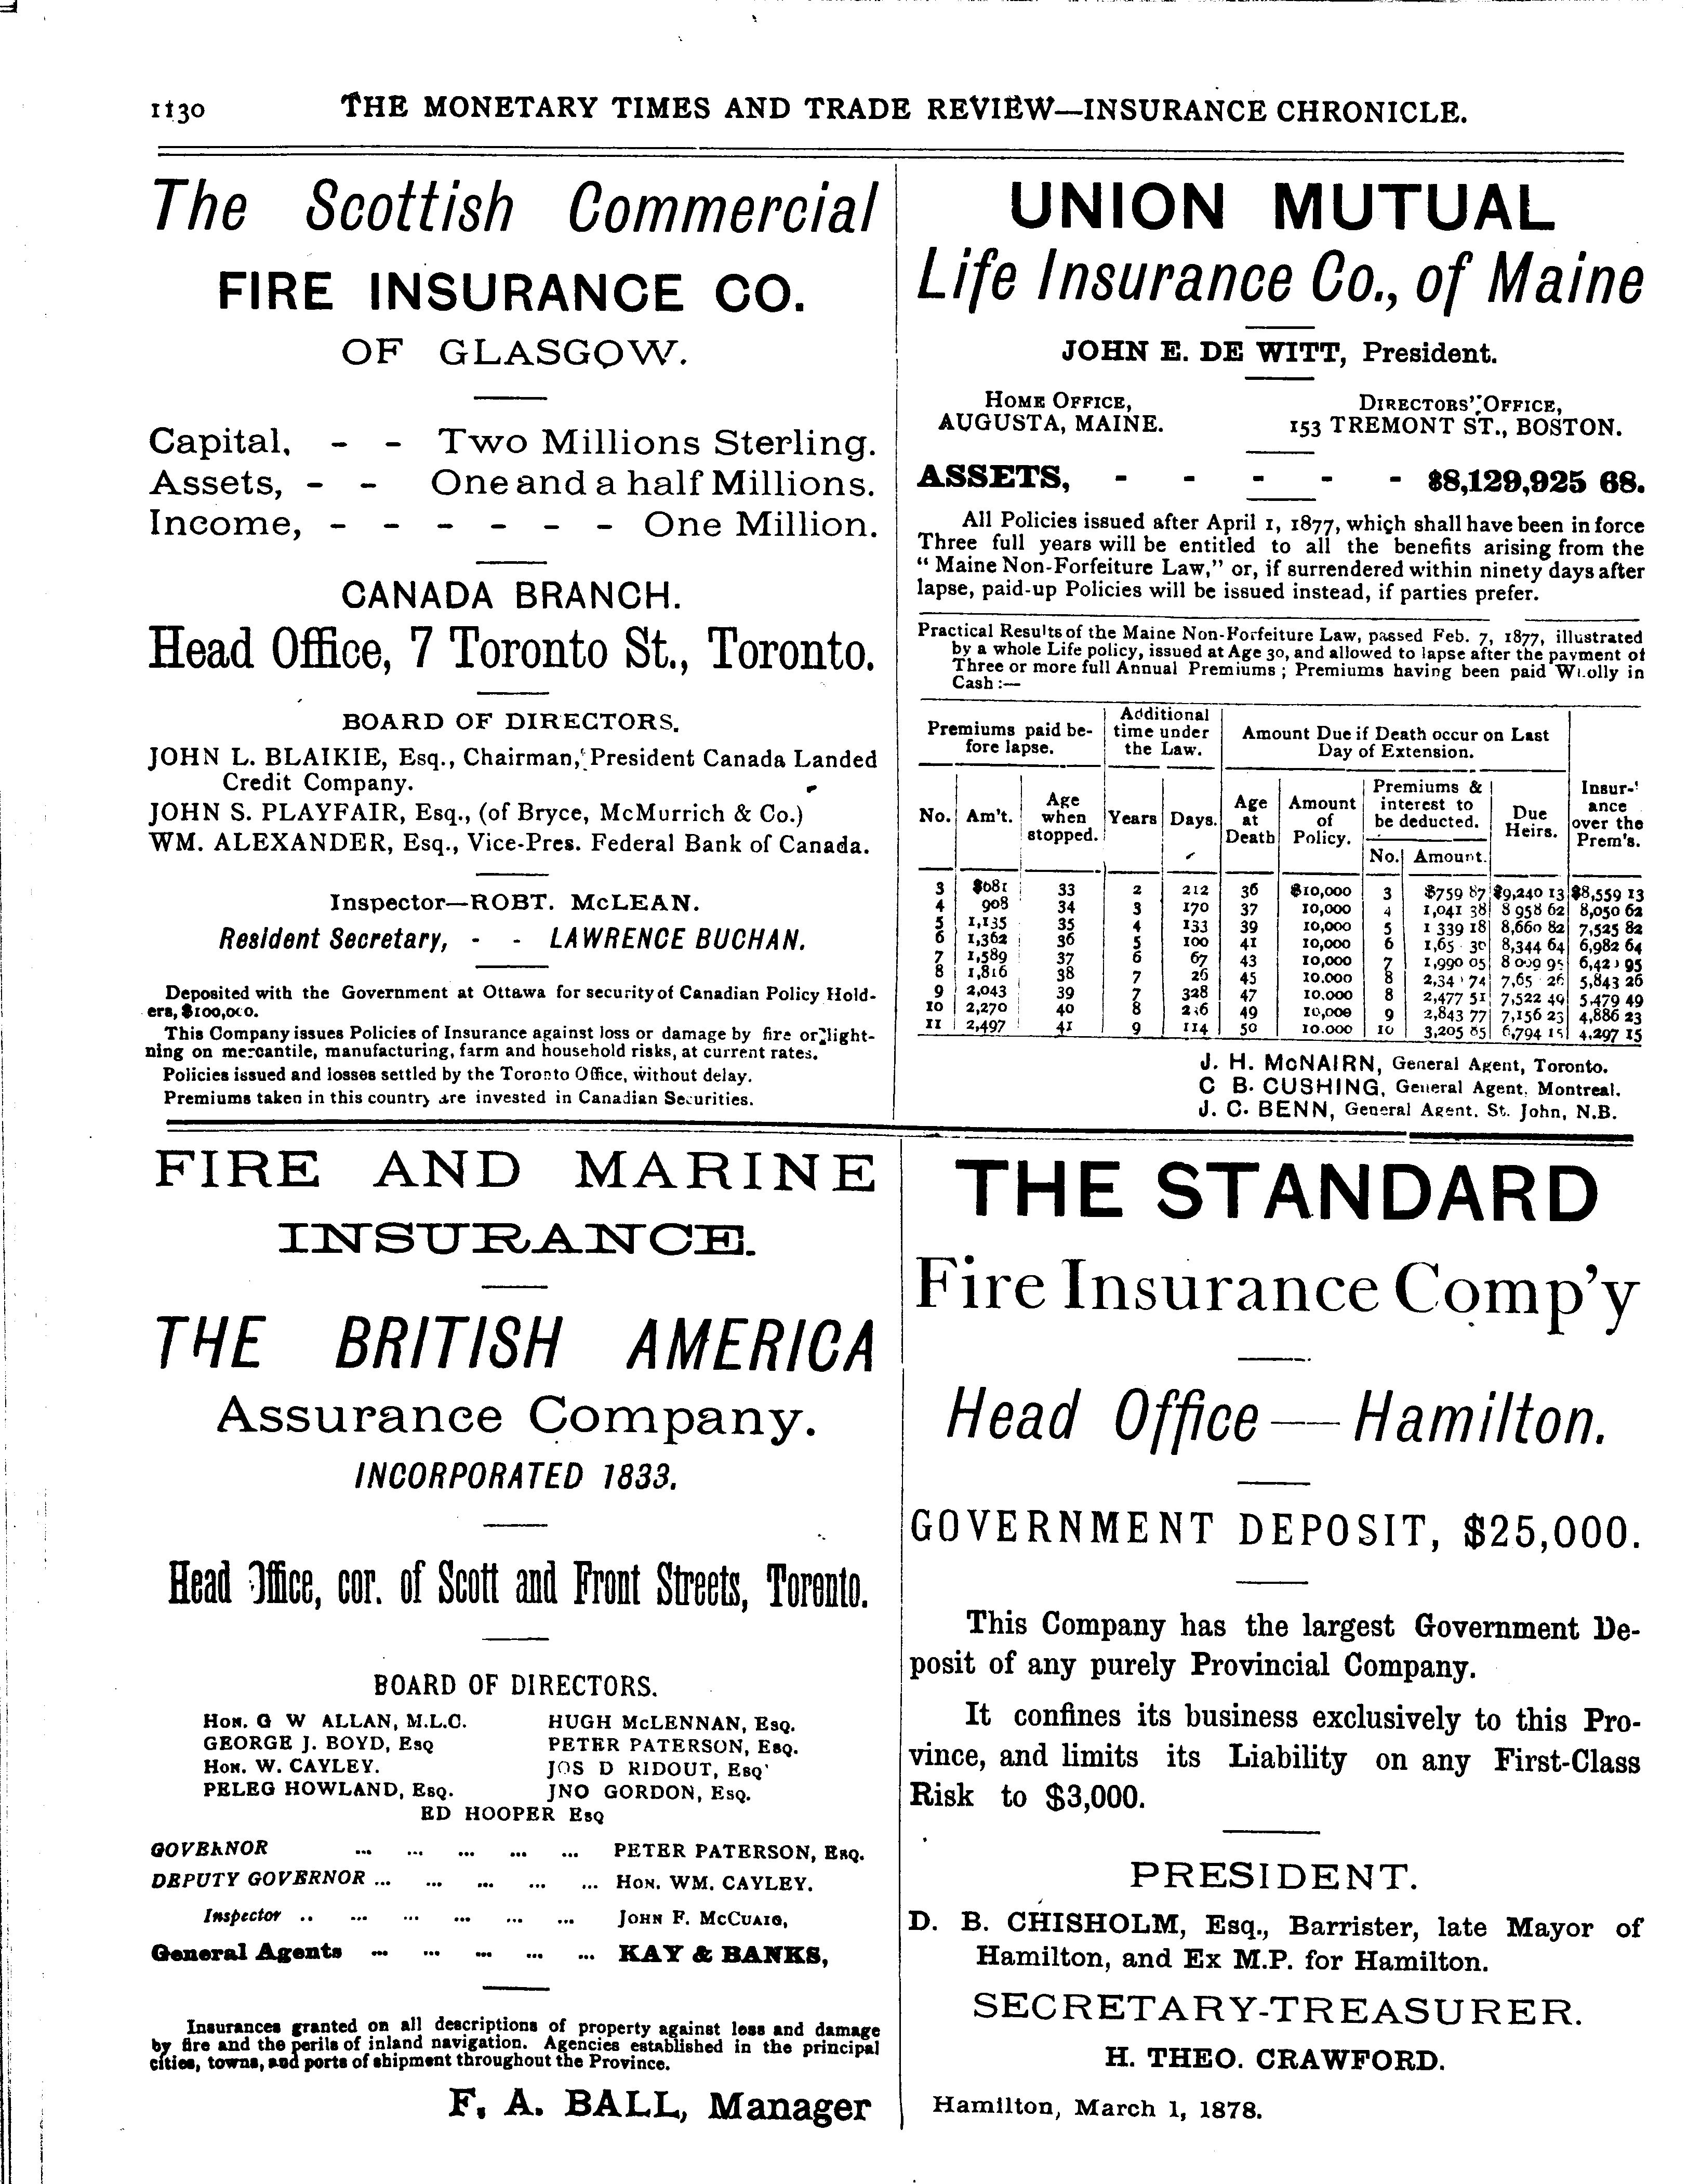 1130 THE MONETARY TIMES AND TRADE REVIEW—INSURANCE CHRONICLE.
The Scottish Commercial
FIRE INSURANCE CO.
OF GLASGOW.
Capital, - - Two Millions Sterling.
Assets, - - One and a half Millions.
Income, - - - - - - One Million.
CANADA BRANCH.
Head Office, 7 Toronto St., Toronto.
BOARD OF DIRECTORS.
JOHN L. BLAIKIE, Esq., Chairman, President Canada Landed
Credit Company.
JOHN S. PLAYFAIR, Esq., (of Bryce, McMurrich & Co.)
WM. ALEXANDER, Esq., Vice-Pres. Federal Bank of Canada.
Inspector—ROBT. McLEAN.
Resident Secretary, - - LAWRENCE BUCHAN.
Deposited with the Government at Ottawa for security of Canadian Policy Hold-
ers, $100,000.
This Company issues Policies of Insurance against loss or damage by fire or light-
ning on mercantile, manufacturing, farm and household risks, at current rates.
Policies issued and losses settled by the Toronto Office, without delay.
Premiums taken in this country are invested in Canadian Securities.
UNION MUTUAL
Life Insurance Co., of Maine
JOHN E. DE WITT, President.
HOME OFFICE, DIRECTORS' OFFICE,
AUGUSTA, MAINE. 153 TREMONT ST., BOSTON.
ASSETS, - - - - - $8,129,925 68.
All Policies issued after April 1, 1877, which shall have been in force
Three full years will be entitled to all the benefits arising from the
“ Maine Non-Forfeiture Law,” or, if surrendered within ninety days after
lapse, paid-up Policies will be issued instead, if parties prefer.
Practical Results of the Maine Non-Forfeiture Law, passed Feb. 7, 1877, illustrated
by a whole Life policy, issued at Age 30, and allowed to lapse after the payment of
Three or more full Annual Premiums ; Premiums having been paid Wholly in
Cash :—
Premiums paid be-
fore lapse.
Additional
time under
the Law.
Amount Due if Death occur on Last
Day of Extension.
Insur-
ance
over the
Prem's.
No. Am't. Age
when
stopped.
Years Days. Age
at
Death
Amount
of
Policy.
Premiums &
interest to
be deducted.
No. Amount.
Due
Heirs.
3 $681 33 2 212 36 $10,000 3 $759 87 $9,240 13 $8,559 13
4 908 34 3 170 37 10,000 4 1,041 38 8 958 62 8,050 62
5 1,135 35 4 133 39 10,000 5 1 339 18 8,660 82 7,525 82
6 1,362 36 5 100 41 10,000 6 8,344 64 6,982 64
7 1,589 37 6 67 43 10,000 7 1,990 05
8 1,816 38 7 26 45 10.000 8 5,843 26
9 2,043 39 7 328 47 10.000 8 2,477 51 7,522 49 5.479 49
10 2,270 40 8 49 10,000 9 2,843 77 7,156 23 4,886 23
11 2,497 41 9 114 50 10.000 10 3,205 85 6,794 15 4,297 15
J. H. McNAIRN, General Agent, Toronto.
C B. CUSHING, General Agent, Montreal.
J. C. BENN, General Agent. St. John, N.B.
FIRE AND MARINE
INSURANCE.
THE BRITISH AMERICA
Assurance Company.
INCORPORATED 1833.
Head Office, cor. of Scott and Front Streets, Toronto.
BOARD OF DIRECTORS.
HON. G W ALLAN, M.L.C. HUGH McLENNAN, ESQ.
GEORGE J. BOYD, ESQ PETER PATERSON, ESQ.
HON. W. CAYLEY. JOS D RIDOUT, ESQ
PELEG HOWLAND, ESQ. JNO GORDON, ESQ.
ED HOOPER ESQ
GOVERNOR ... ... ... ... ... PETER PATERSON, ESQ.
DEPUTY GOVERNOR ... ... ... ... ... HON. WM. CAYLEY.
Inspector .. ... ... ... ... ... JOHN F. McCUAIG,
General Agents ... ... ... ... ... KAY & BANKS,
Insurances granted on all descriptions of property against loss and damage
by fire and the perils of inland navigation. Agencies established in the principal
cities, towns, and ports of shipment throughout the Province.
F. A. BALL, Manager
THE STANDARD
Fire Insurance Comp'y
Head Office—Hamilton.
GOVERNMENT DEPOSIT, $25,000.
This Company has the largest Government De-
posit of any purely Provincial Company.
It confines its business exclusively to this Pro-
vince, and limits its Liability on any First-Class
Risk to $3,000.
PRESIDENT.
D. B. CHISHOLM, Esq., Barrister, late Mayor of
Hamilton, and Ex M.P. for Hamilton.
SECRETARY-TREASURER.
H. THEO. CRAWFORD.
Hamilton, March 1, 1878.